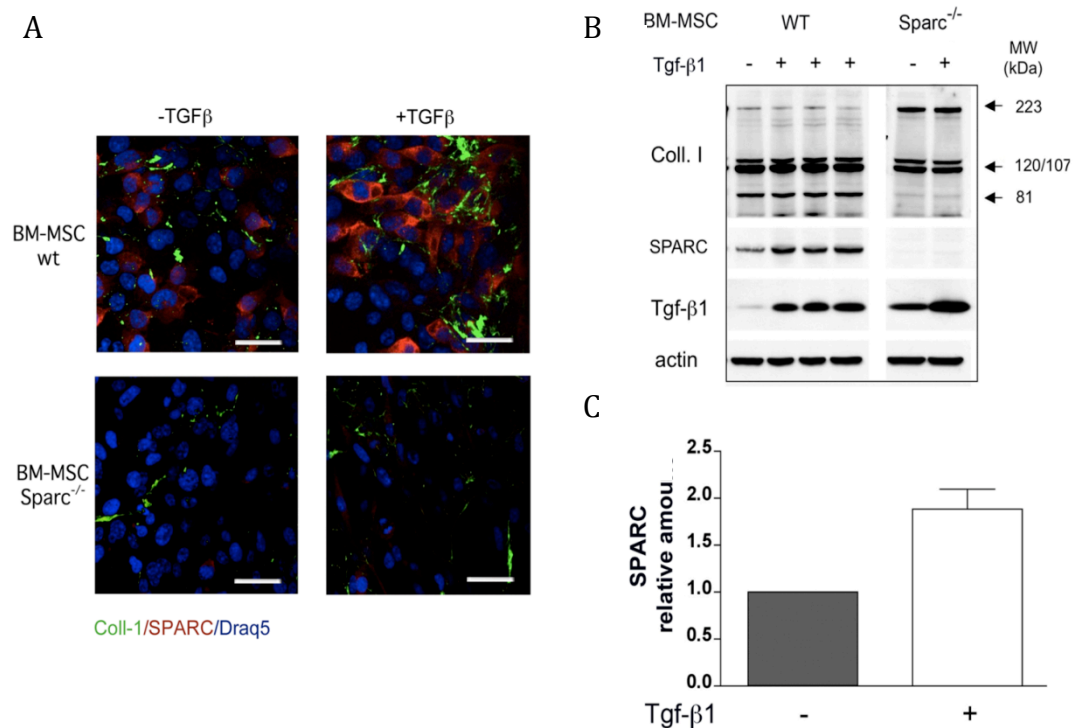 A
-TGFβ
+TGFβ
BM-MSC
wt
BM-MSC
Sparc-/-
Coll-1/SPARC/Draq5
B
BM-MSC WT Sparc-/-
Tgf-β1 - + + + - +
MW
(kDa)
Coll. I
223
120/107
81
SPARC
Tgf-β1
actin
C
SPARC
relative amou
2.5
2.0
1.5
1.0
0.5
0.0
Tgf-β1 - +